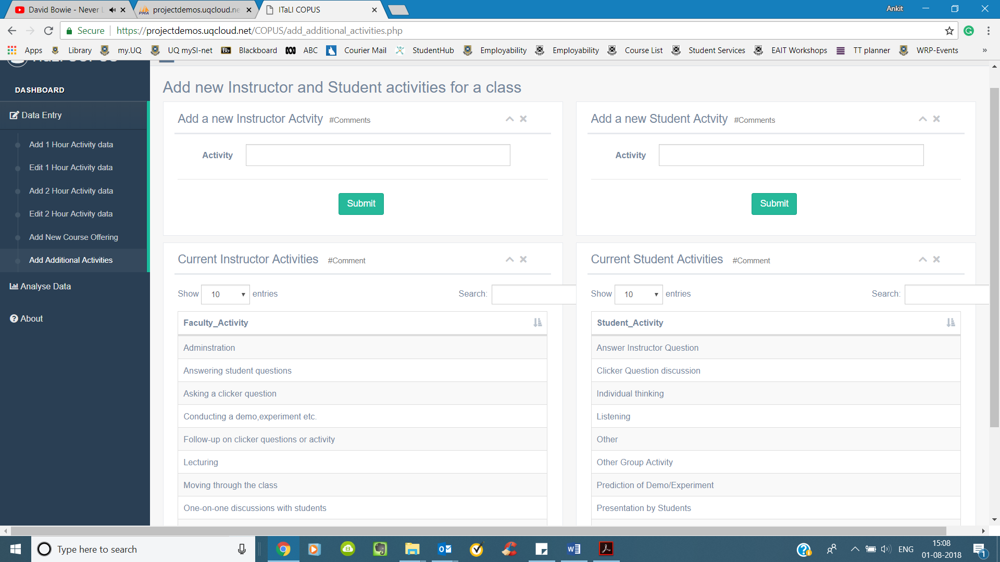 David Bowie - Never
projectdemos.uqcloud.ne
ITaLI COPUS
Ankit
Secure https://projectdemos.uqcloud.net/COPUS/add_additional_activities.php
Apps Library my.UQ UQ mySI-net Bb Blackboard ABC Courier Mail StudentHub Employability Employability Course List Student Services EAIT Workshops TT planner WRP-Events »
DASHBOARD
Data Entry
Add 1 Hour Activity data
Edit 1 Hour Activity data
Add 2 Hour Activity data
Edit 2 Hour Activity data
Add New Course Offering
Add Additional Activities
Analyse Data
About
Add new Instructor and Student activities for a class
Add a new Instructor Actvity #Comments
Activity
Submit
Add a new Student Actvity #Comments
Activity
Submit
Current Instructor Activities #Comment
Show 10 entries Search:
Faculty_Activity
Adminstration
Answering student questions
Asking a clicker question
Conducting a demo,experiment etc.
Follow-up on clicker questions or activity
Lecturing
Moving through the class
One-on-one discussions with students
Current Student Activities #Comment
Show 10 entries Search:
Student_Activity
Answer Instructor Question
Clicker Question discussion
Individual thinking
Listening
Other
Other Group Activity
Prediction of Demo/Experiment
Presentation by Students
Type here to search
ENG
15:08
01-08-2018
1